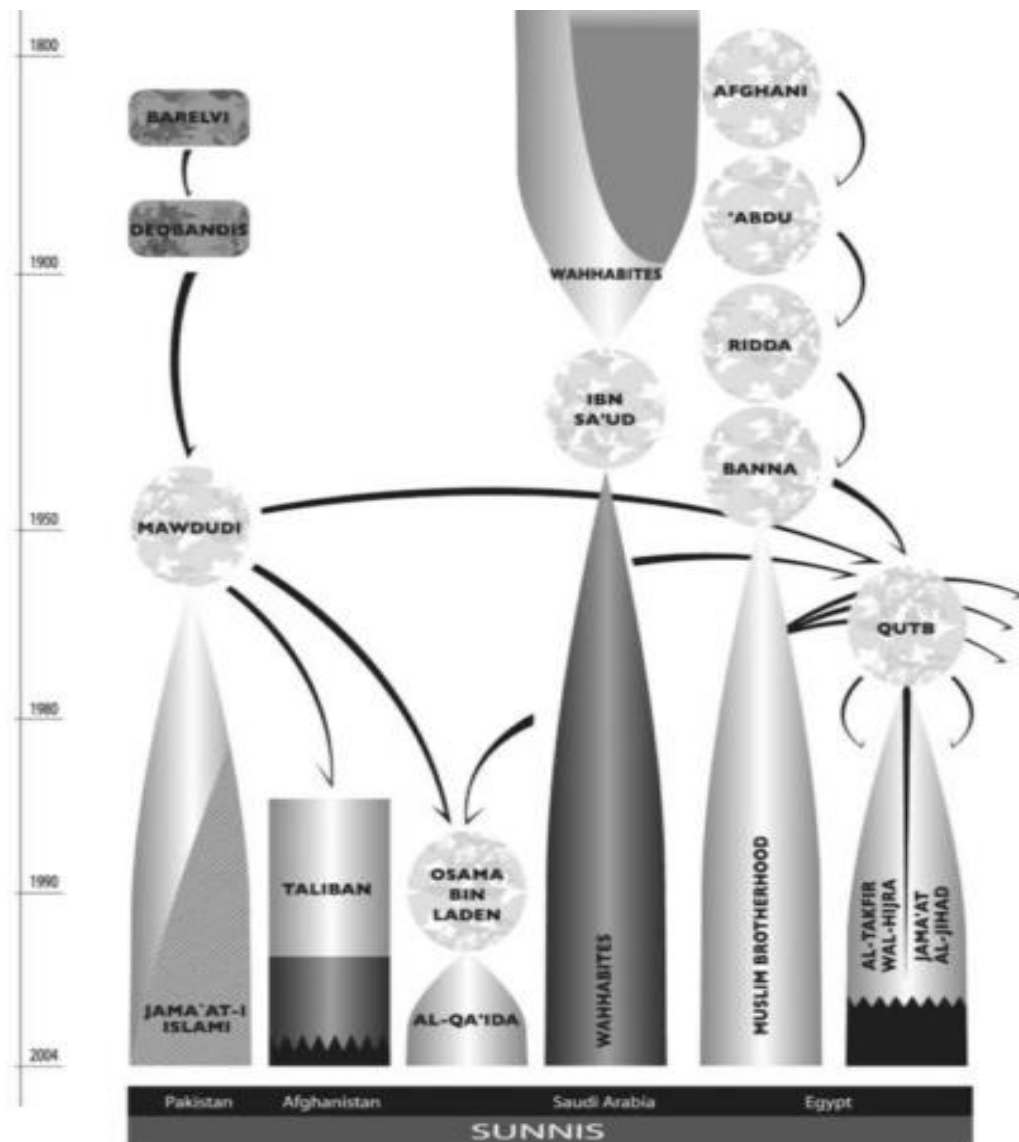 1800
1900
1950
1980
1990
2004
BARELVI
DEOBANDIS
MAWDUDI
JAMA`AT-I
ISLAMI
TALIBAN
OSAMA
BIN
LADEN
AL-QA'IDA
WAHHABITES
IBN
SA'UD
WAHHABITES
AFGHANI
'ABDU
RIDDA
BANNA
MUSLIM BROTHERHOOD
QUTB
AL-TAKFIR
WAL-HIJRA
JAMA'AT
AL-JIHAD
Pakistan
Afghanistan
Saudi Arabia
Egypt
SUNNIS